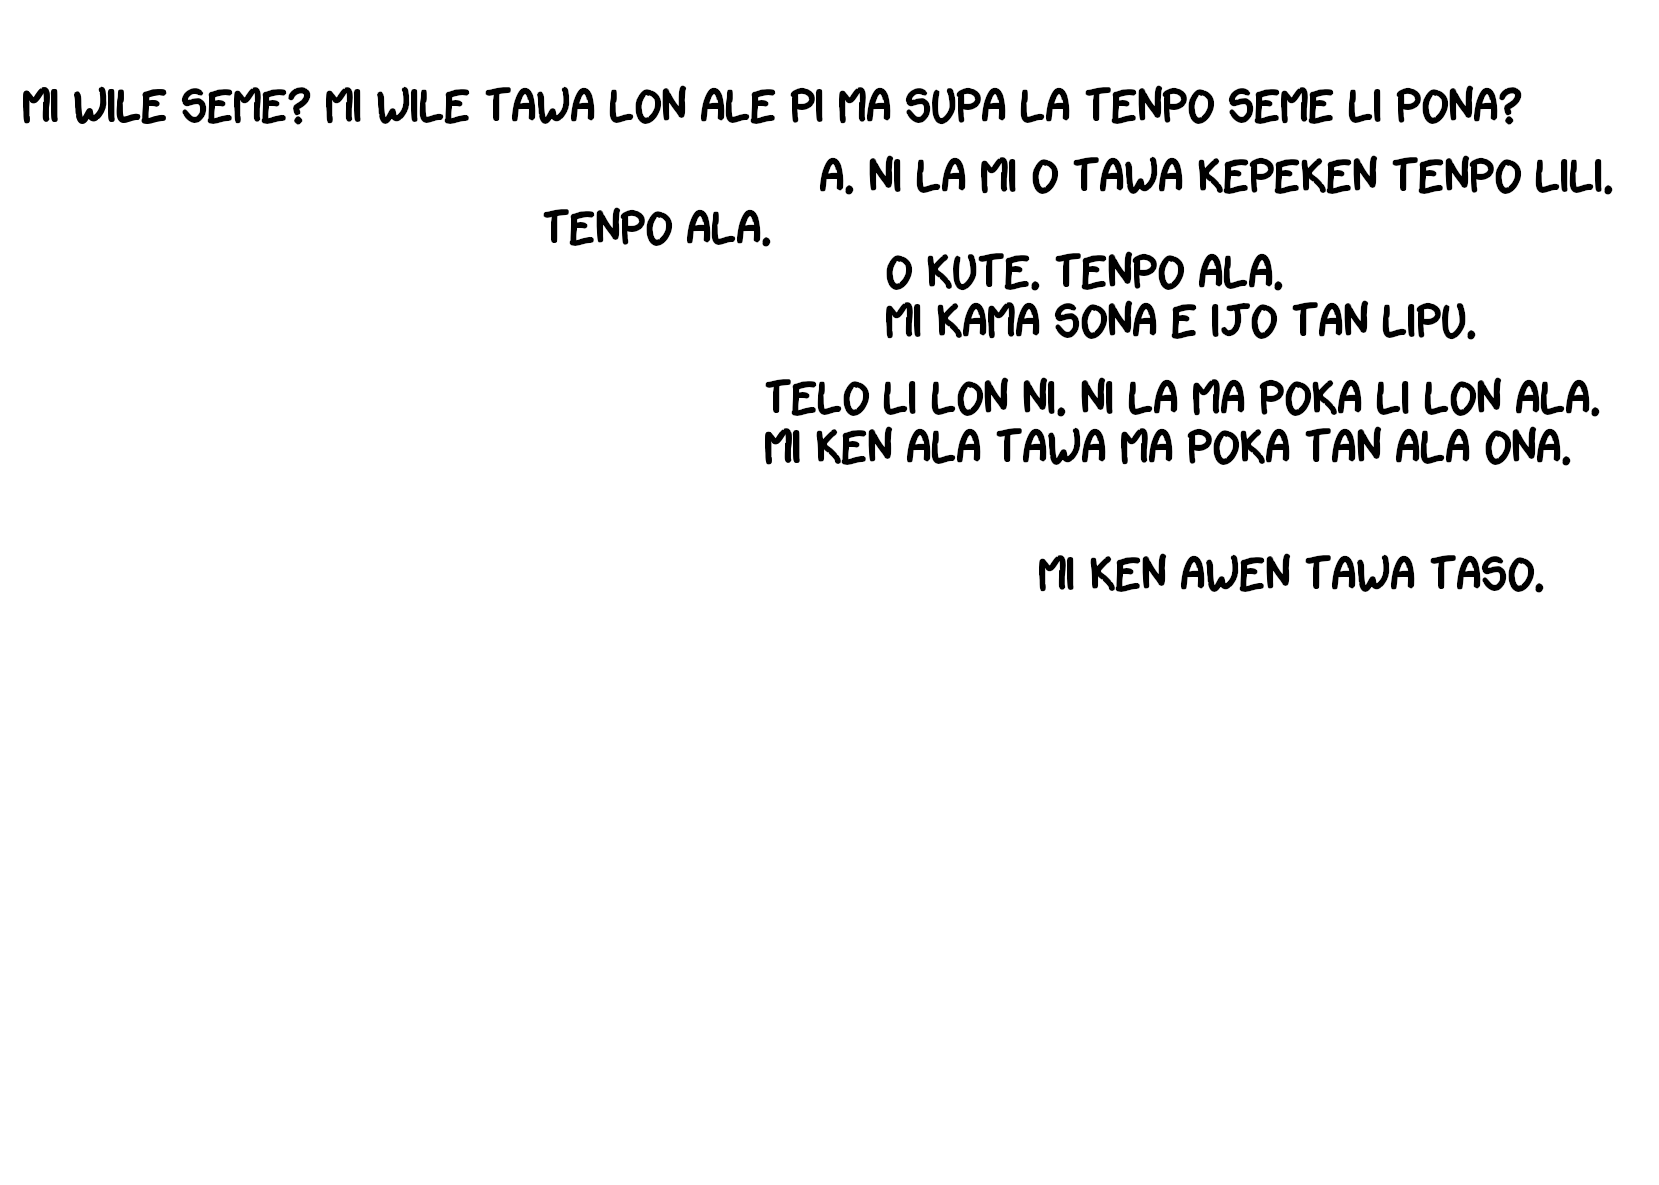 MI WILE SEME? MI WILE TAWA LON ALE PI MA SUPA LA TENPO SEME LI PONA?
A. NI LA MI O TAWA KEPEKEN TENPO LILI.
TENPO ALA.
O KUTE. TENPO ALA.
MI KAMA SONA E IJO TAN LIPU.
TELO LI LON NI. NI LA MA POKA LI LON ALA.
MI KEN ALA TAWA MA POKA TAN ALA ONA.
MI KEN AWEN TAWA TASO.